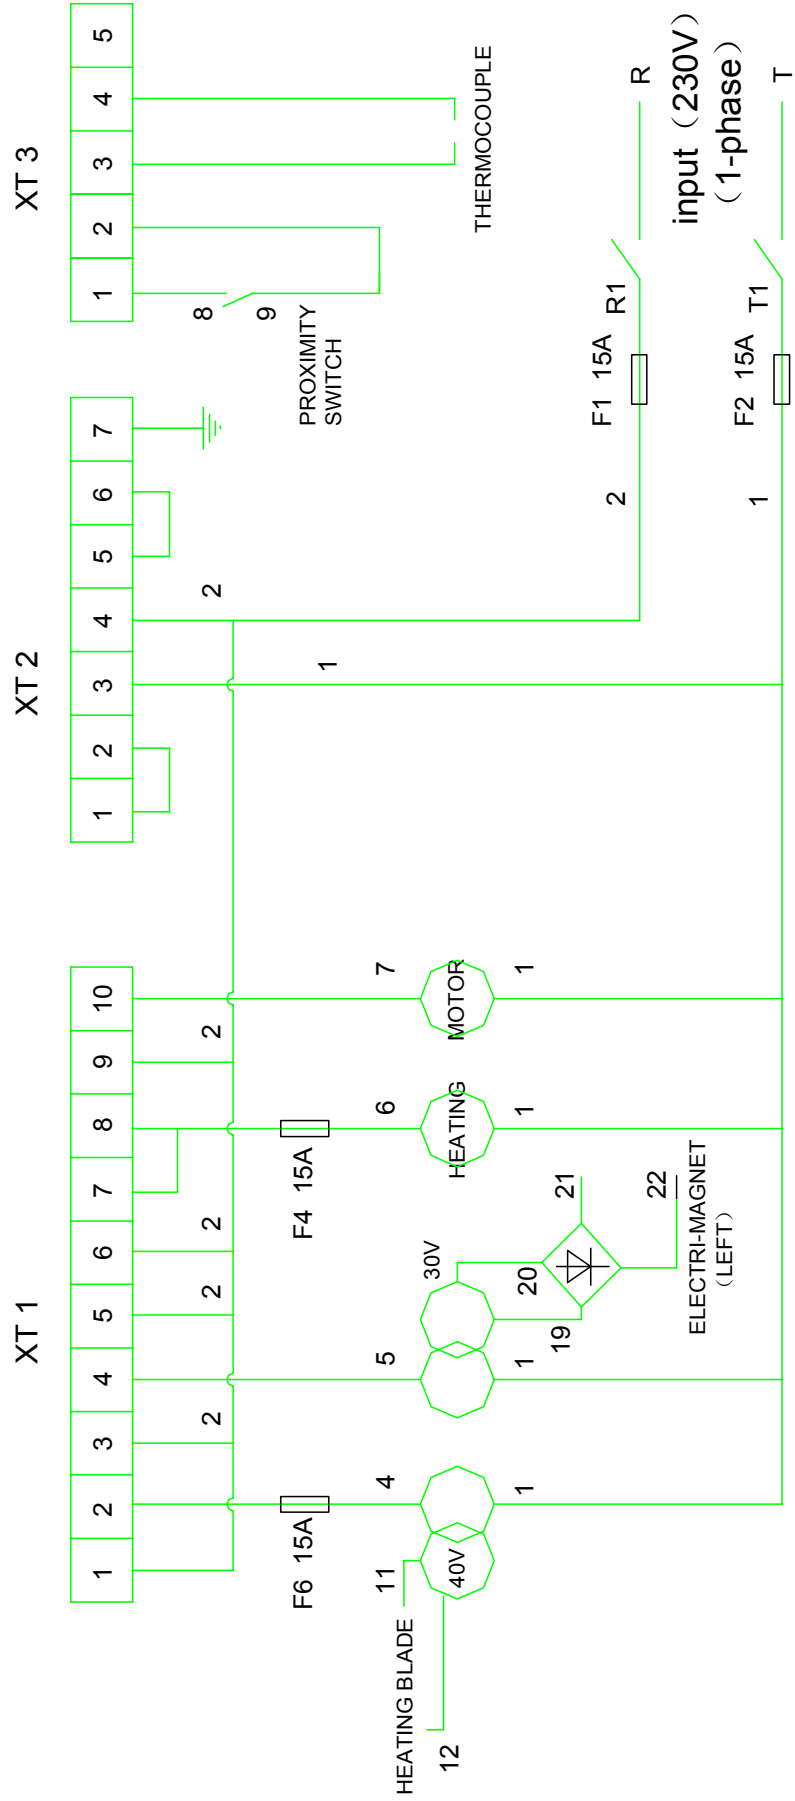 XT 1
1
2
3
4
5
6
7
8
9
10
XT 2
1
2
3
4
5
6
7
XT 3
1
2
3
4
5
2
2
2
2
2
1
8
9
PROXIMITY
SWITCH
THERMOCOUPLE
F6 15A
F4 15A
4
5
6
7
HEATING BLADE
11
12
40V
1
30V
1
HEATING
1
MOTOR
1
19
20
21
22
ELECTRI-MAGNET
（LEFT）
2
F1 15A
R1
R
1
F2 15A
T1
T
input（230V）
（1-phase）